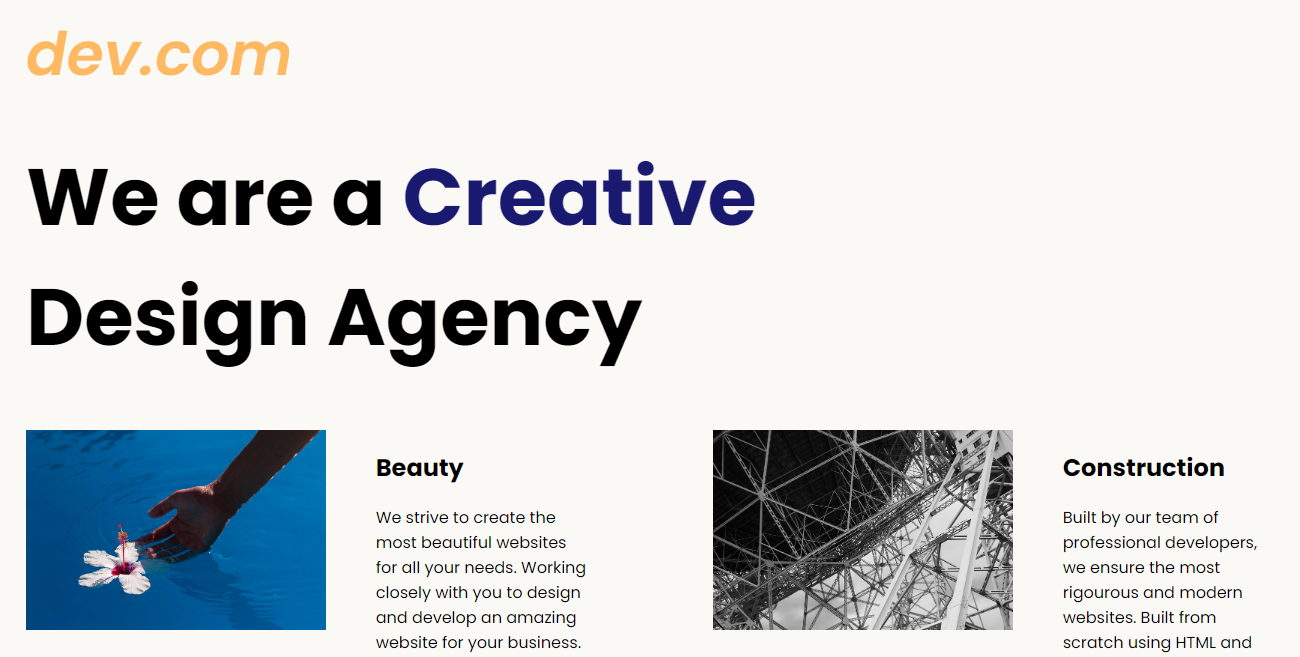 dev.com
We are a Creative
Design Agency
Beauty
We strive to create the
most beautiful websites
for all your needs. Working
closely with you to design
and develop an amazing
website for your business.
Construction
Built by our team of
professional developers,
we ensure the most
rigourous and modern
websites. Built from
scratch using HTML and